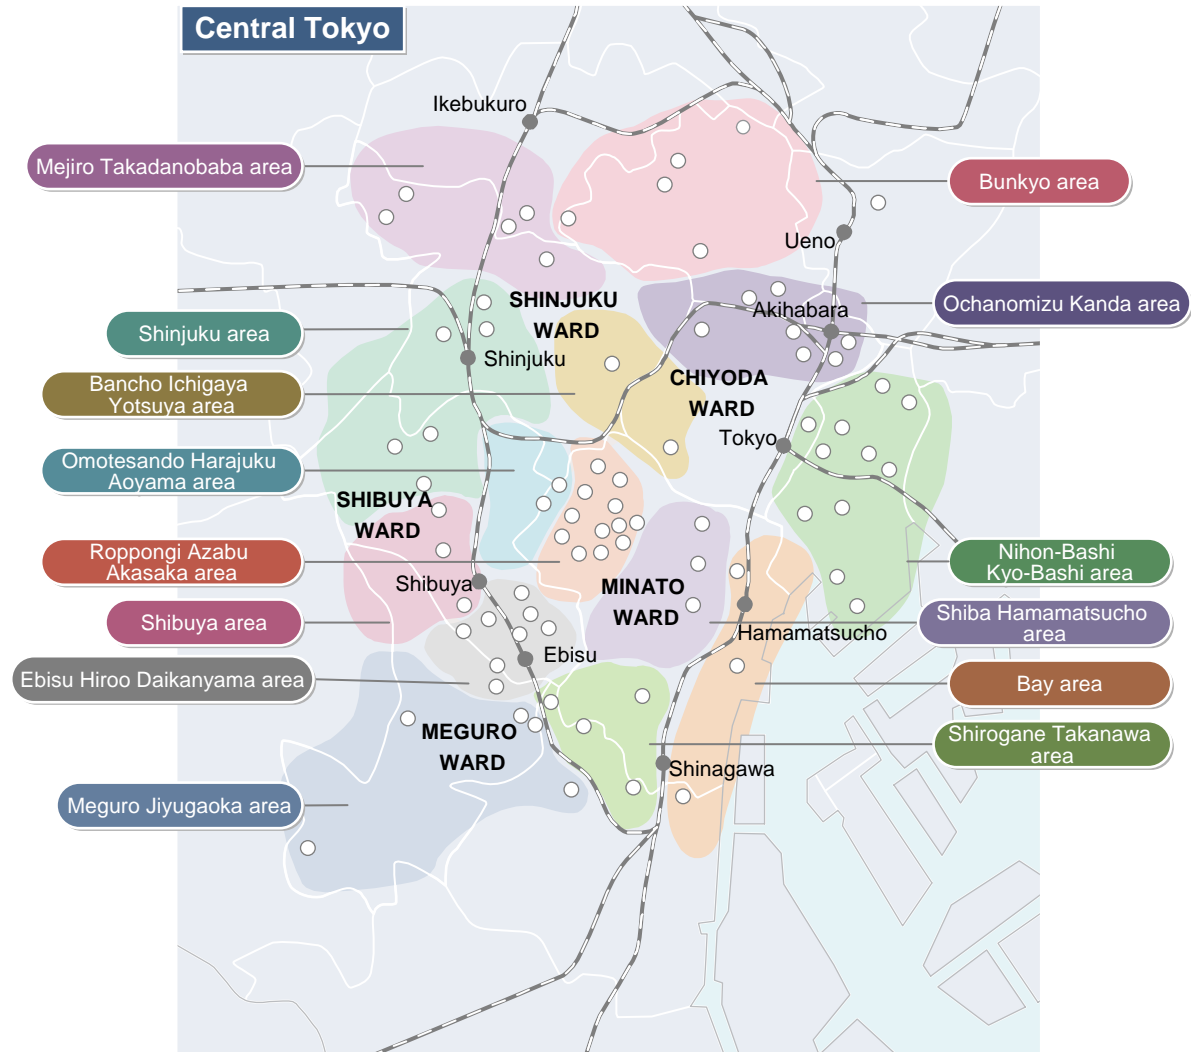 Central Tokyo
Ikebukuro
Mejiro Takadanobaba area
Bunkyo area
Ueno
SHINJUKU
WARD
Akihabara
Ochanomizu Kanda area
Shinjuku area
Shinjuku
Bancho Ichigaya
Yotsuya area
CHIYODA
WARD
Tokyo
Omotesando Harajuku
Aoyama area
SHIBUYA
WARD
Roppongi Azabu
Akasaka area
Nihon-Bashi
Kyo-Bashi area
Shibuya
MINATO
WARD
Hamamatsucho
Shibuya area
Shiba Hamamatsucho
area
Ebisu
Ebisu Hiroo Daikanyama area
Bay area
MEGURO
WARD
Shirogane Takanawa
area
Shinagawa
Meguro Jiyugaoka area